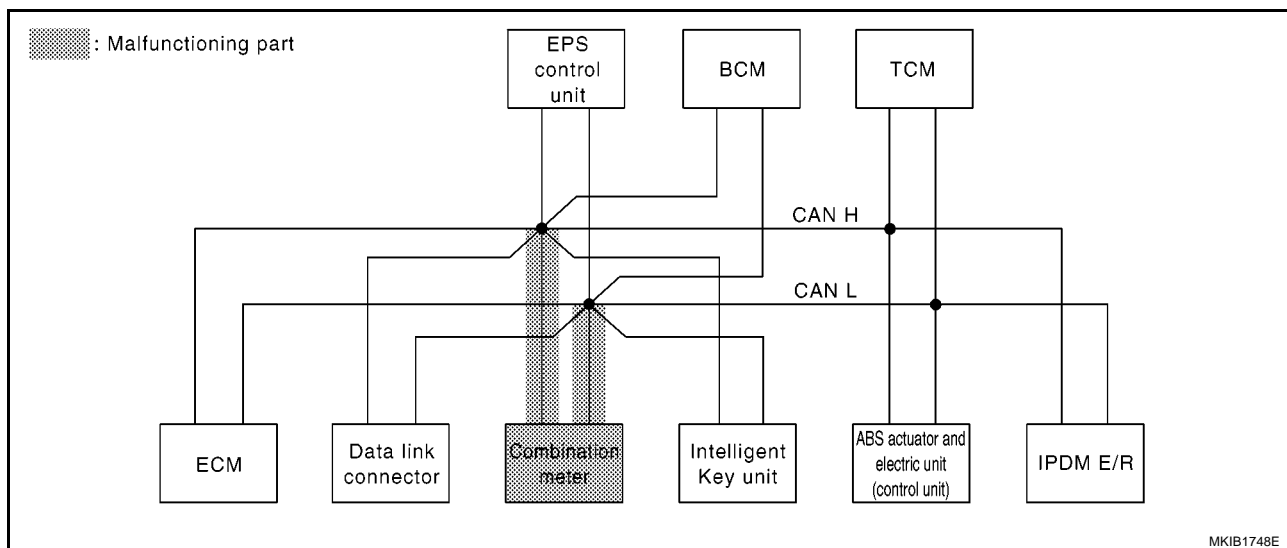 : Malfunctioning part
EPS
control
unit
BCM
TCM
CAN H
CAN L
ECM
Data link
connector
Combination
meter
Intelligent
Key unit
ABS actuator and
electric unit
(control unit)
IPDM E/R
MKIB1748E